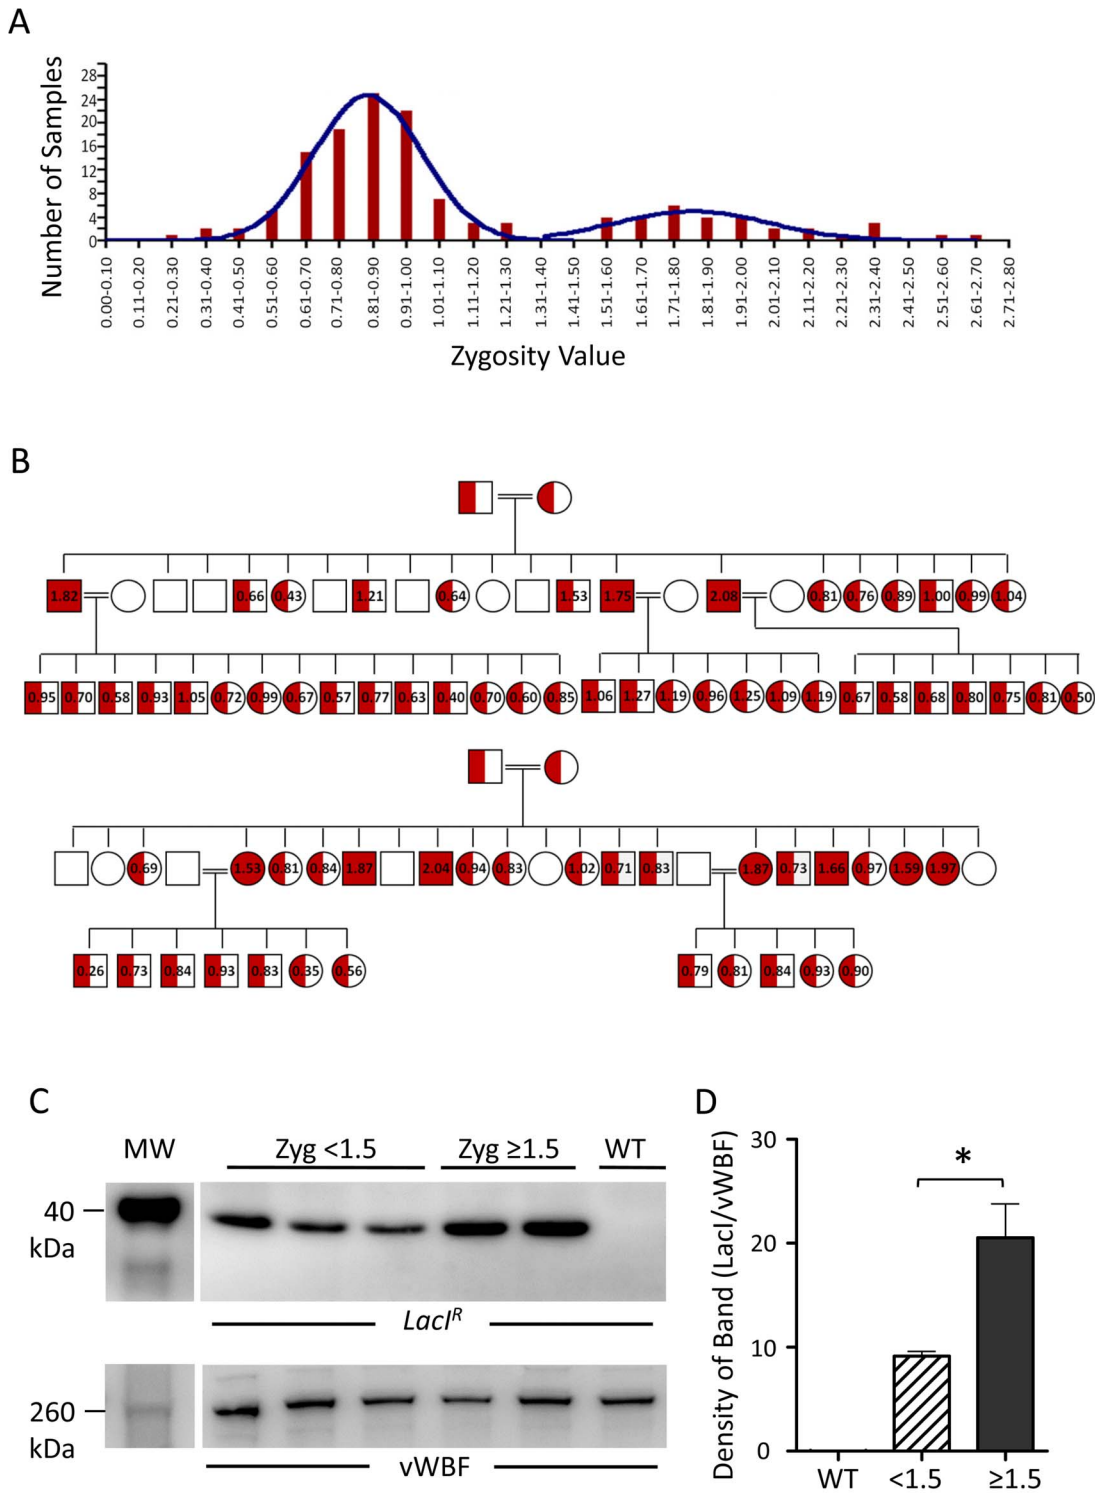 A
Number of Samples
28
24
20
16
12
8
4
0
0.00-0.10
0.11-0.20
0.21-0.30
0.31-0.40
0.41-0.50
0.51-0.60
0.61-0.70
0.71-0.80
0.81-0.90
0.91-1.00
1.01-1.10
1.11-1.20
1.21-1.30
1.31-1.40
1.41-1.50
1.51-1.60
1.61-1.70
1.71-1.80
1.81-1.90
1.91-2.00
2.01-2.10
2.11-2.20
2.21-2.30
2.31-2.40
2.41-2.50
2.51-2.60
2.61-2.70
2.71-2.80
Zygosity Value
B
1.82 0.66 0.43 1.21 0.64 1.53 1.75 2.08 0.81 0.76 0.89 1.00 0.99 1.04
0.95 0.70 0.58 0.93 1.05 0.72 0.99 0.67 0.57 0.77 0.63 0.40 0.70 0.60 0.85 1.06 1.27 1.19 0.96 1.25 1.09 1.19 0.67 0.58 0.68 0.80 0.75 0.81 0.50
0.69 1.53 0.81 0.84 1.87 2.04 0.94 0.83 1.02 0.71 0.83 1.87 0.73 1.66 0.97 1.59 1.97
0.26 0.73 0.84 0.93 0.83 0.35 0.56 0.79 0.81 0.84 0.93 0.90
C
MW Zyg <1.5 Zyg ≥1.5 WT
40
kDa
LacI^R
260
kDa
vWBF
D
Density of Band (LacI/vWBF)
30
20
10
0
*
WT <1.5 ≥1.5